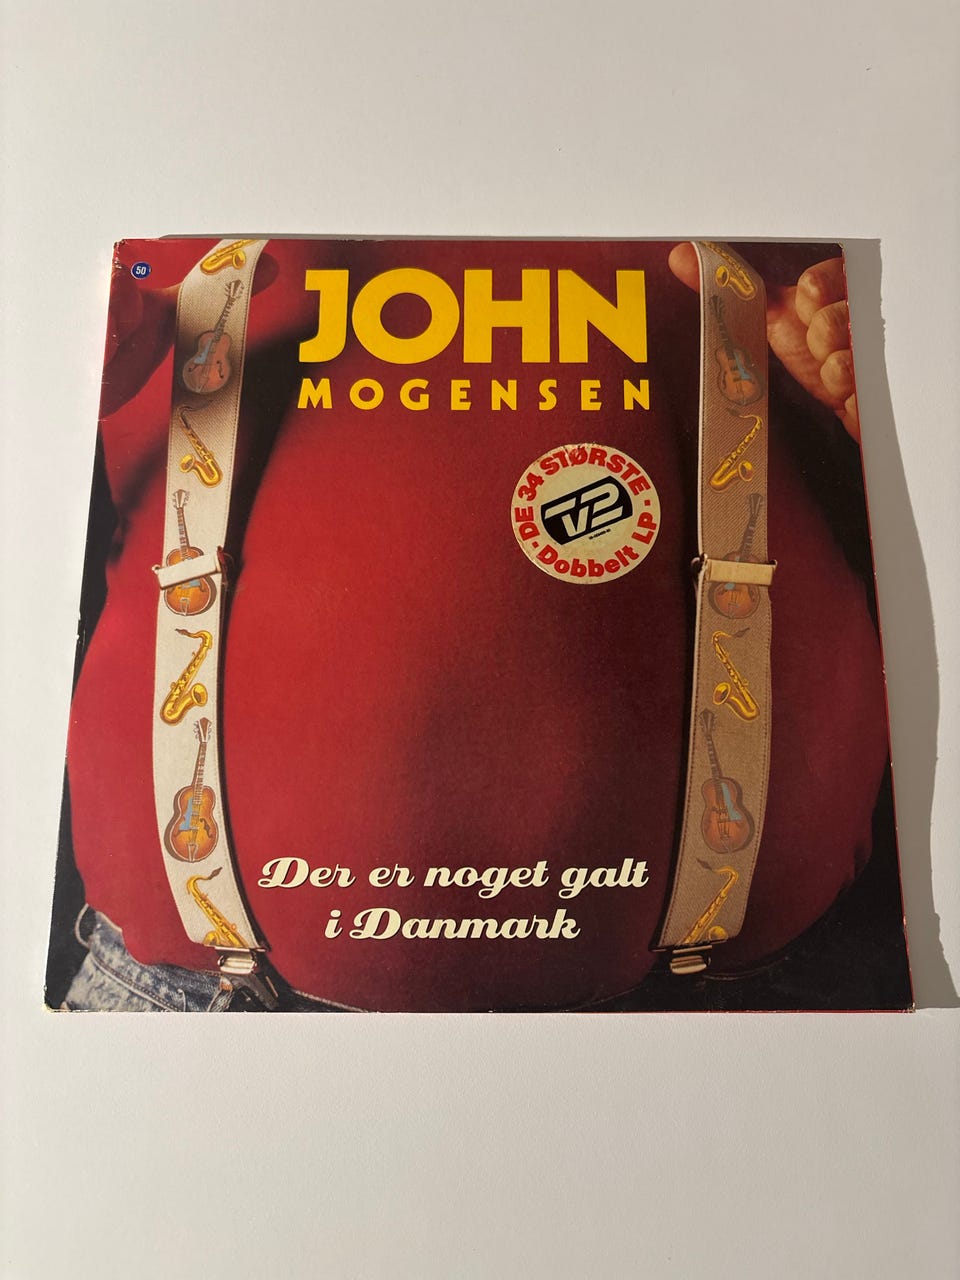 50
JOHN
MOGENSEN
DE 34 STØRSTE
TV2
· Dobbelt LP ·
Der er noget galt
i Danmark